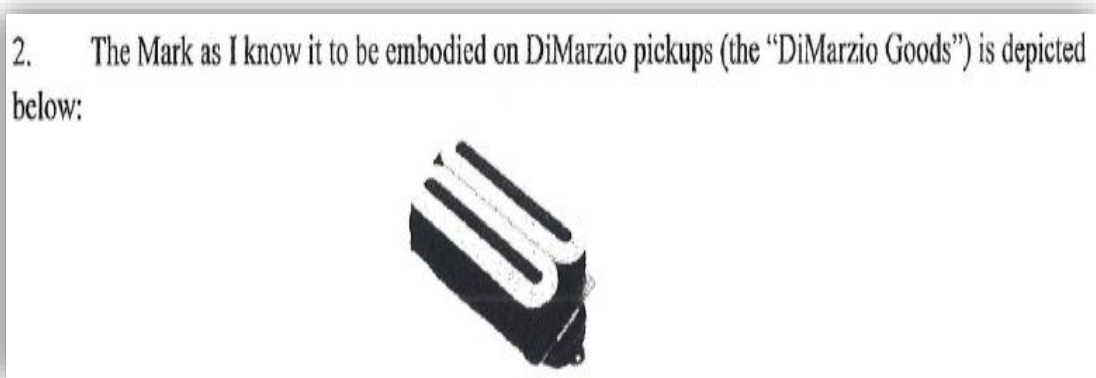 2. The Mark as I know it to be embodied on DiMarzio pickups (the “DiMarzio Goods”) is depicted
below: